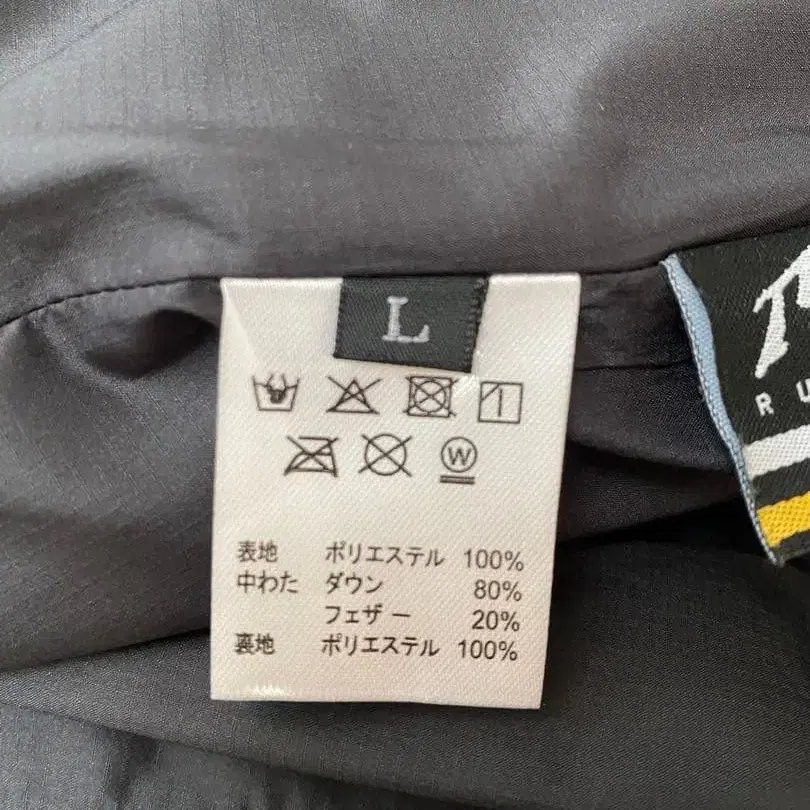 L
W
表地 ポリエステル 100%
中わた ダウン 80%
フェザー 20%
裏地 ポリエステル 100%
R U